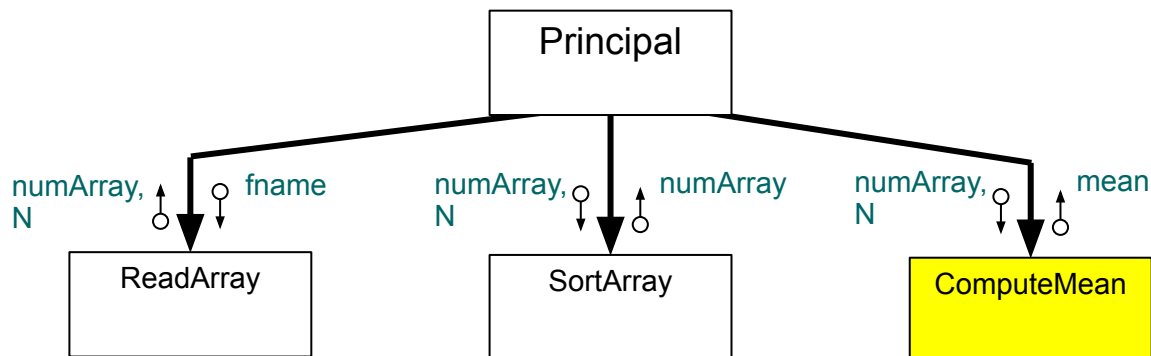 Principal
numArray,
N
fname
numArray,
N
numArray
numArray,
N
mean
ReadArray
SortArray
ComputeMean